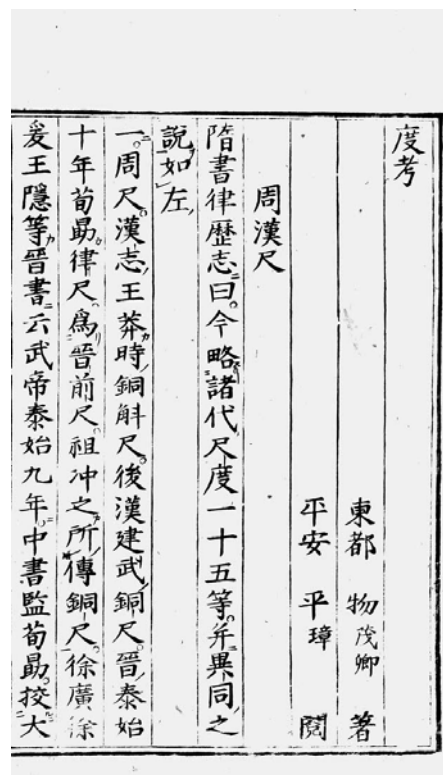 度考
東都 物茂卿 著
平安 平璋 閱
周漢尺
隋書律歷志曰今略諸代尺度一十五等并異同之
說如左
一周尺漢志王莽時銅斛尺後漢建武銅尺晉泰始
十年荀勗律尺爲晉前尺祖冲之所傳銅尺徐廣徐
爰王隱等晉書云武帝泰始九年中書監荀勗挍大